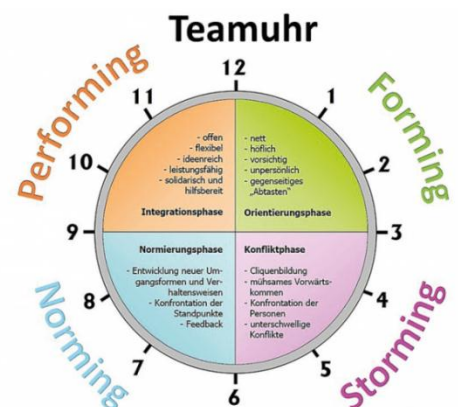 Teamuhr
Performing
Forming
12
1
2
3
4
5
6
7
8
9
10
11
- offen
- flexibel
- ideenreich
- leistungsfähig
- solidarisch und
hilfsbereit
Integrationsphase
- nett
- höflich
- vorsichtig
- unpersönlich
- gegenseitiges
„Abtasten"
Orientierungsphase
Normierungsphase
- Entwicklung neuer Um-
gangsformen und Ver-
haltensweisen
- Konfrontation der
Standpunkte
- Feedback
Konfliktphase
- Cliquenbildung
- mühsames Vorwärts-
kommen
- Konfrontation der
Personen
- unterschwellige
Konflikte
Norming
Storming